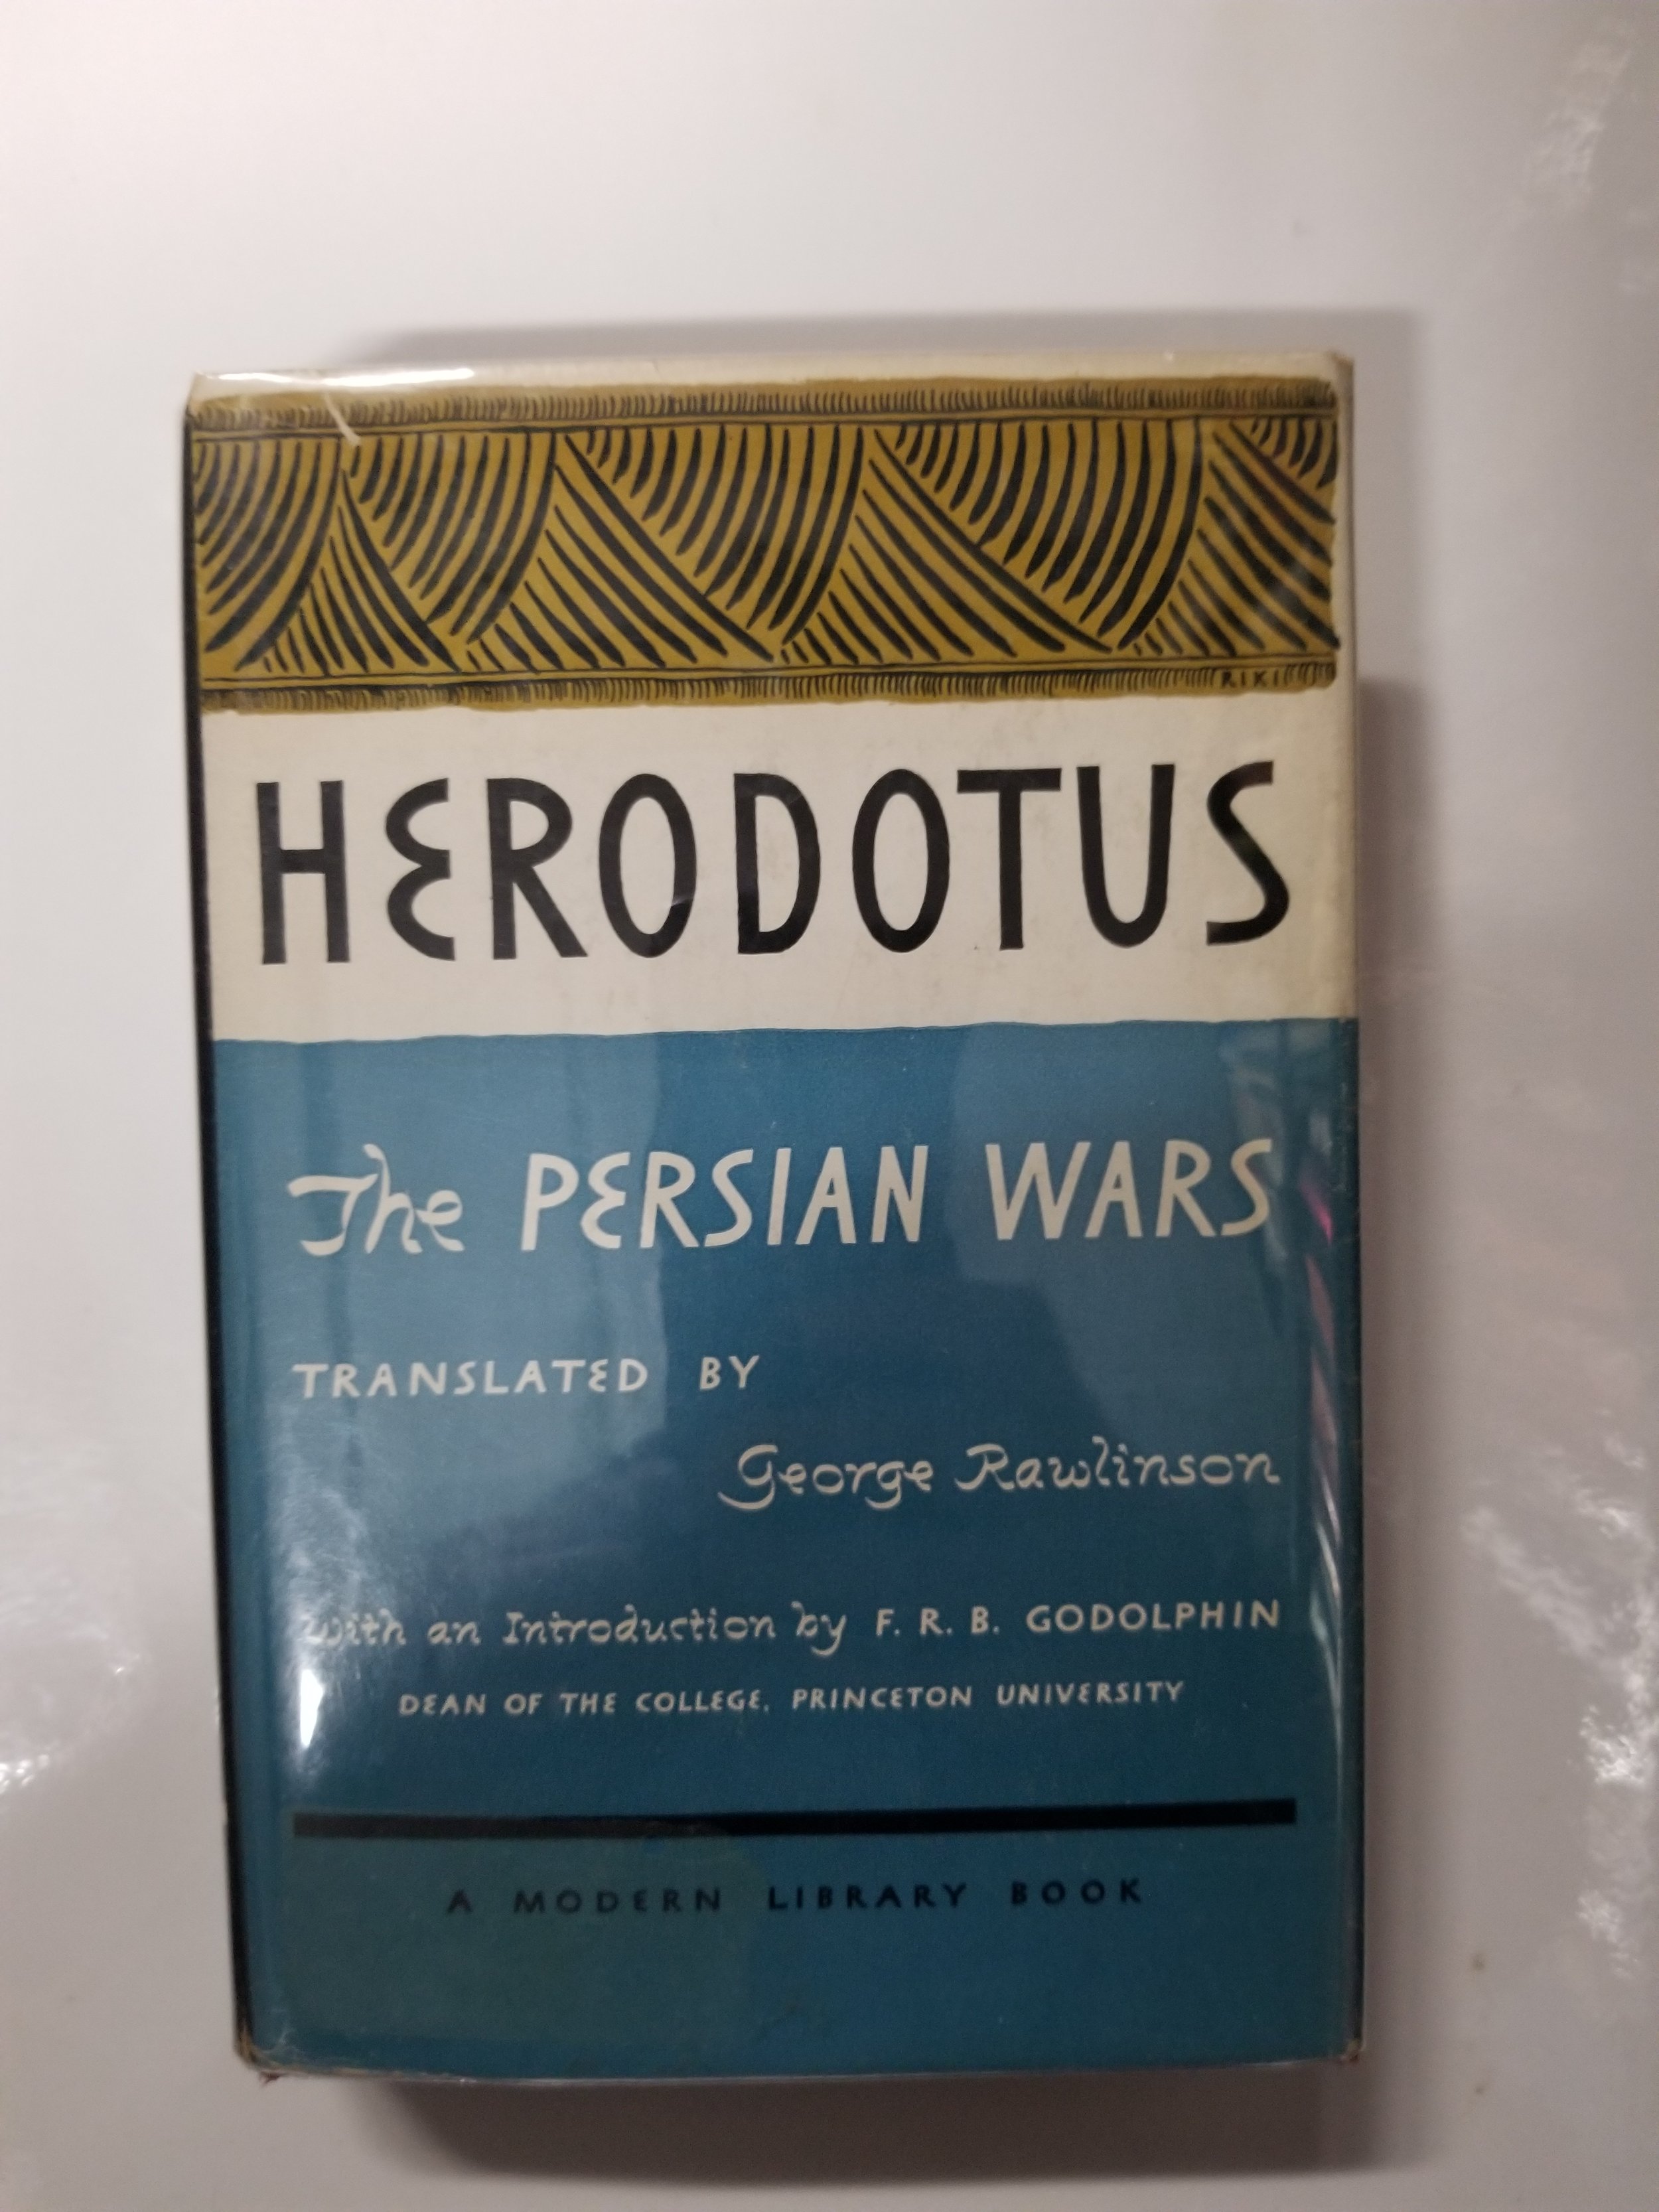 RIKI
HERODOTUS
The PERSIAN WARS
TRANSLATED BY
George Rawlinson
with an Introduction by F. R. B. GODOLPHIN
DEAN OF THE COLLEGE, PRINCETON UNIVERSITY
A MODERN LIBRARY BOOK